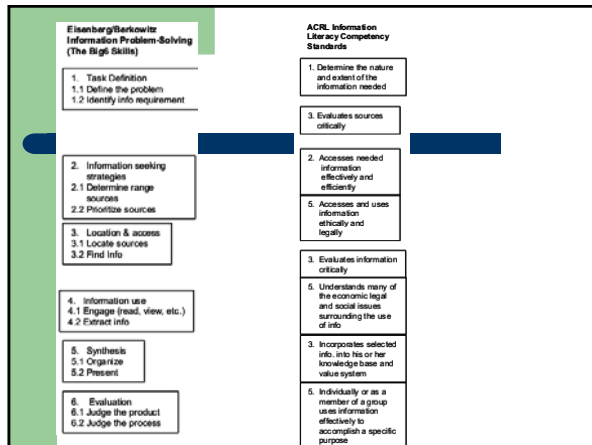 Eisenberg/Berkowitz
Information Problem-Solving
(The Big6 Skills)
1. Task Definition
1.1 Define the problem
1.2 Identify info requirement
2. Information seeking
strategies
2.1 Determine range
sources
2.2 Prioritize sources
3. Location & access
3.1 Locate sources
3.2 Find Info
4. Information use
4.1 Engage (read, view, etc.)
4.2 Extract info
5. Synthesis
5.1 Organize
5.2 Present
6. Evaluation
6.1 Judge the product
6.2 Judge the process
ACRL Information
Literacy Competency
Standards
1. Determine the nature
and extent of the
information needed
3. Evaluates sources
critically
2. Accesses needed
information
effectively and
efficiently
5. Accesses and uses
information
ethically and
legally
3. Evaluates information
critically
5. Understands many of
the economic legal
and social issues
surrounding the use
of info
3. Incorporates selected
info. into his or her
knowledge base and
value system
5. Individually or as a
member of a group
uses information
effectively to
accomplish a specific
purpose